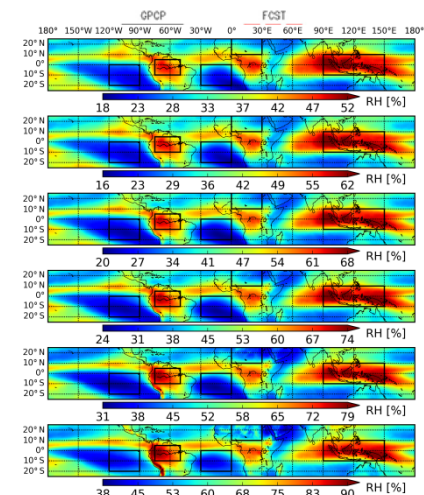 GPCP FCST
180° 150°W 120°W 90°W 60°W 30°W 0° 30°E 60°E 90°E 120°E 150°E 180°
20° N
10° N
0°
10° S
20° S
18 23 28 33 37 42 47 52 RH [%]
20° N
10° N
0°
10° S
20° S
16 23 29 36 42 49 55 62 RH [%]
20° N
10° N
0°
10° S
20° S
20 27 34 41 47 54 61 68 RH [%]
20° N
10° N
0°
10° S
20° S
24 31 38 45 53 60 67 74 RH [%]
20° N
10° N
0°
10° S
20° S
31 38 45 52 58 65 72 79 RH [%]
20° N
10° N
0°
10° S
20° S
38 45 53 60 68 75 83 90 RH [%]